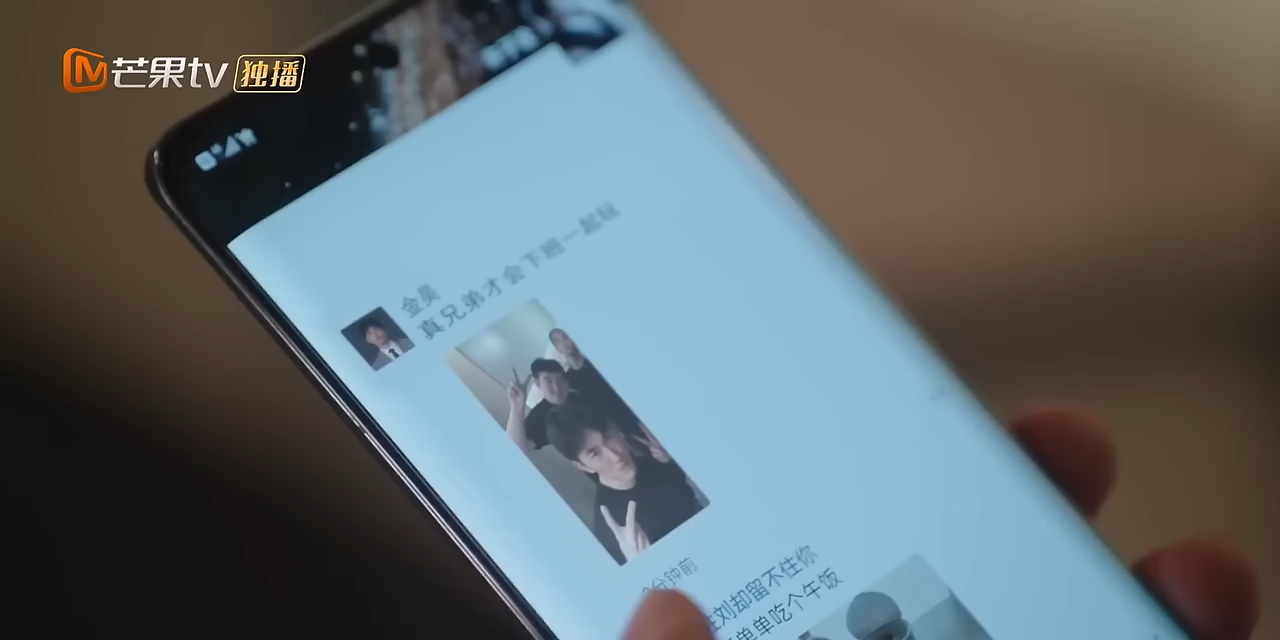 芒果tv 独播
金昊
真兄弟才会下班一起玩
分钟前
刘却留不住你
单单吃个午饭